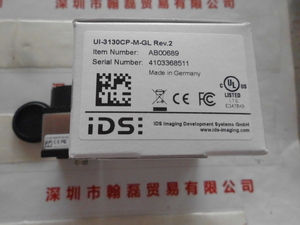 UI-3130CP-M-GL Rev.2
Item Number: AB00689
Serial Number: 4103368511
Made in Germany
UL
LISTED
I.T.E.
iDS:
IDS Imaging Development Systems GmbH
www.ids-imaging.com
深圳市翰磊贸易有限公司
深圳市翰磊贸易有限公司